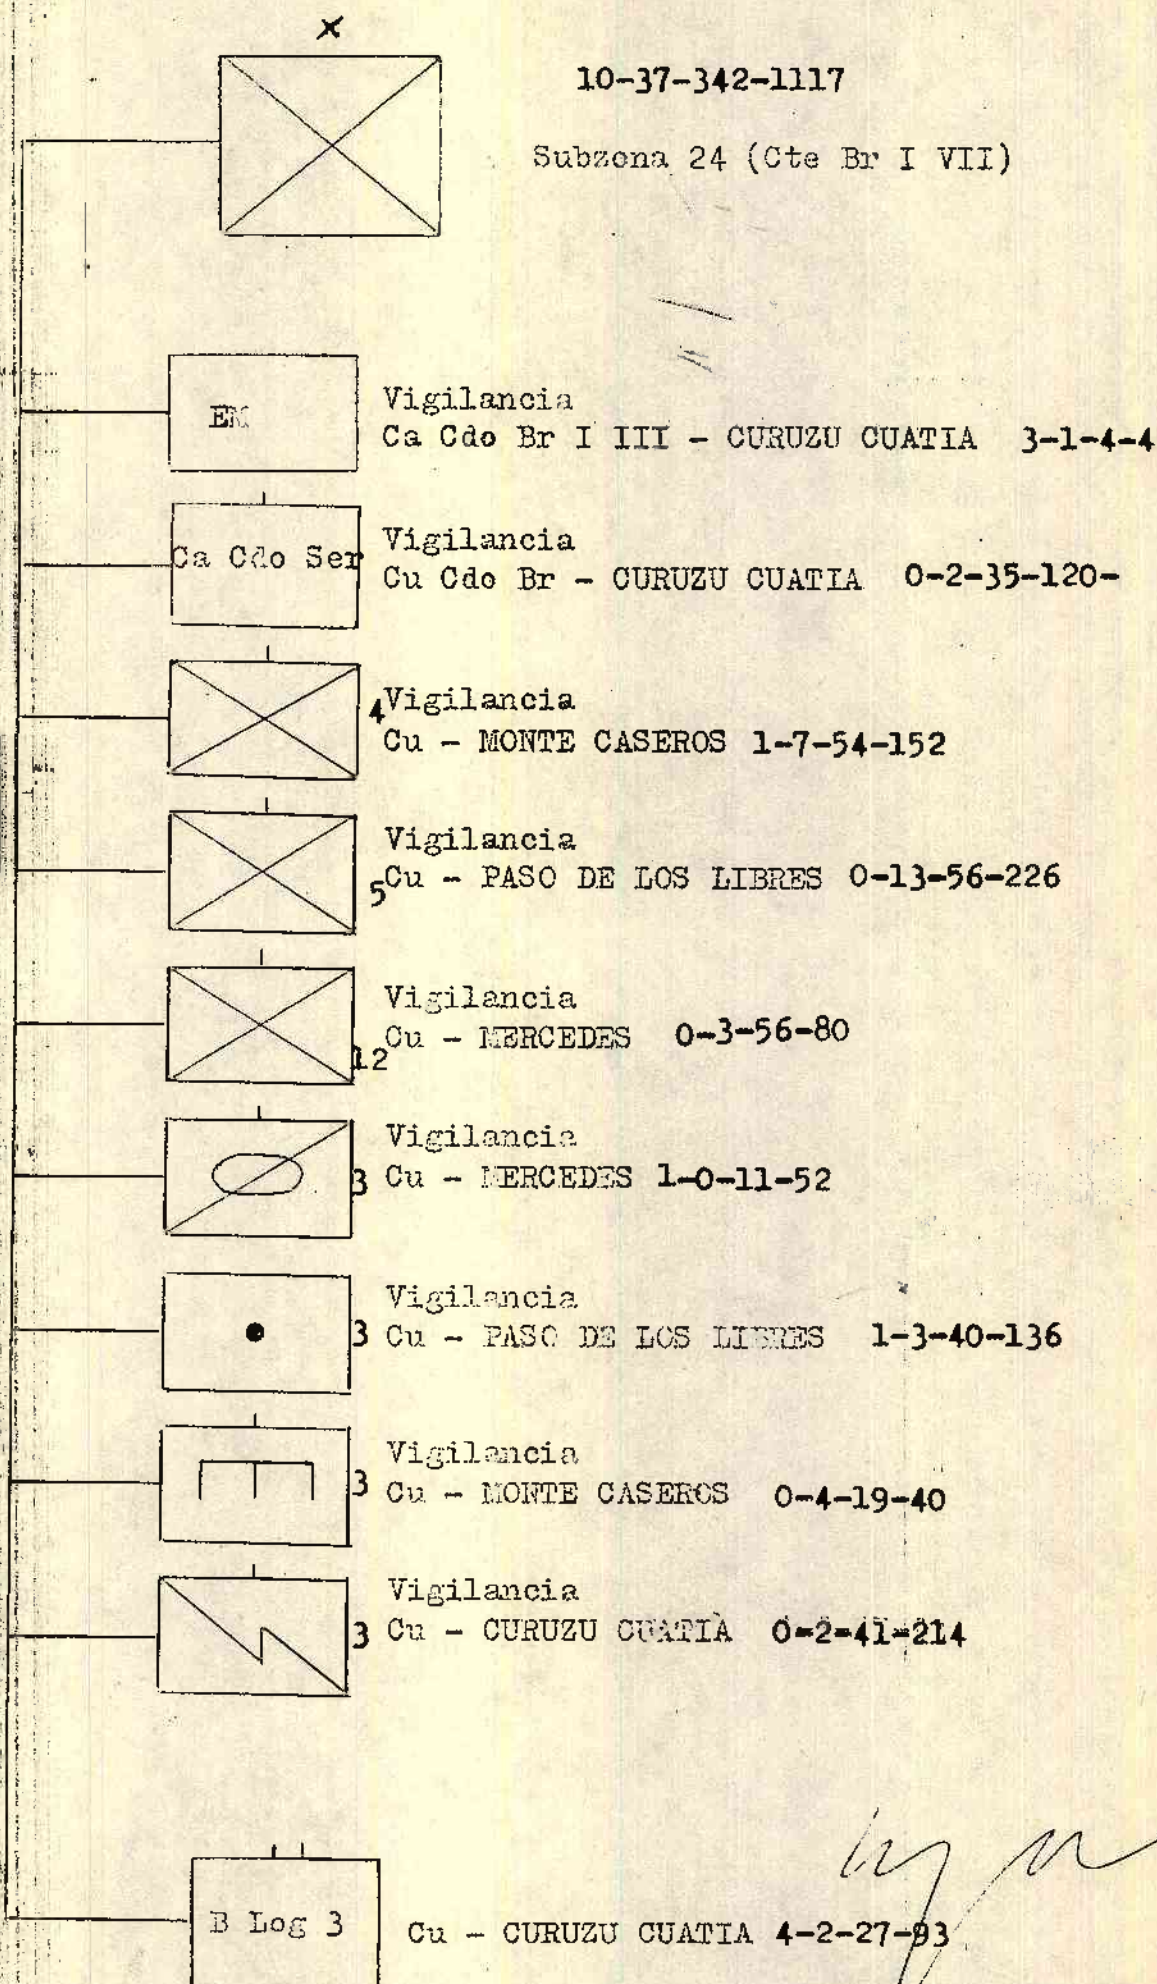 X
10-37-342-1117
Subzona 24 (Cte Br I VII)
EM
Vigilancia
Ca Cdo Br I III - CURUZU CUATIA 3-1-4-4
Ca Cdo Ser
Vigilancia
Cu Cdo Br - CURUZU CUATIA 0-2-35-120-
4
Vigilancia
Cu - MONTE CASEROS 1-7-54-152
Vigilancia
5
Cu - PASO DE LOS LIBRES 0-13-56-226
Vigilancia
12
Cu - MERCEDES 0-3-56-80
Vigilancia
3
Cu - MERCEDES 1-0-11-52
Vigilancia
3
Cu - PASO DE LOS LIBRES 1-3-40-136
Vigilancia
3
Cu - MONTE CASEROS 0-4-19-40
Vigilancia
3
Cu - CURUZU CUATIA 0-2-41-214
B Log 3
Cu - CURUZU CUATIA 4-2-27-93